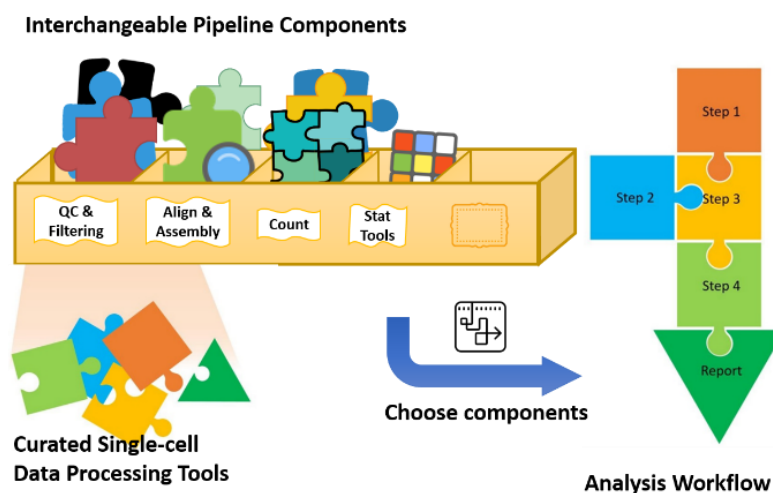 Interchangeable Pipeline Components
QC &
Filtering
Align &
Assembly
Count
Stat
Tools
Step 1
Step 2
Step 3
Step 4
Report
Choose components
Curated Single-cell
Data Processing Tools
Analysis Workflow